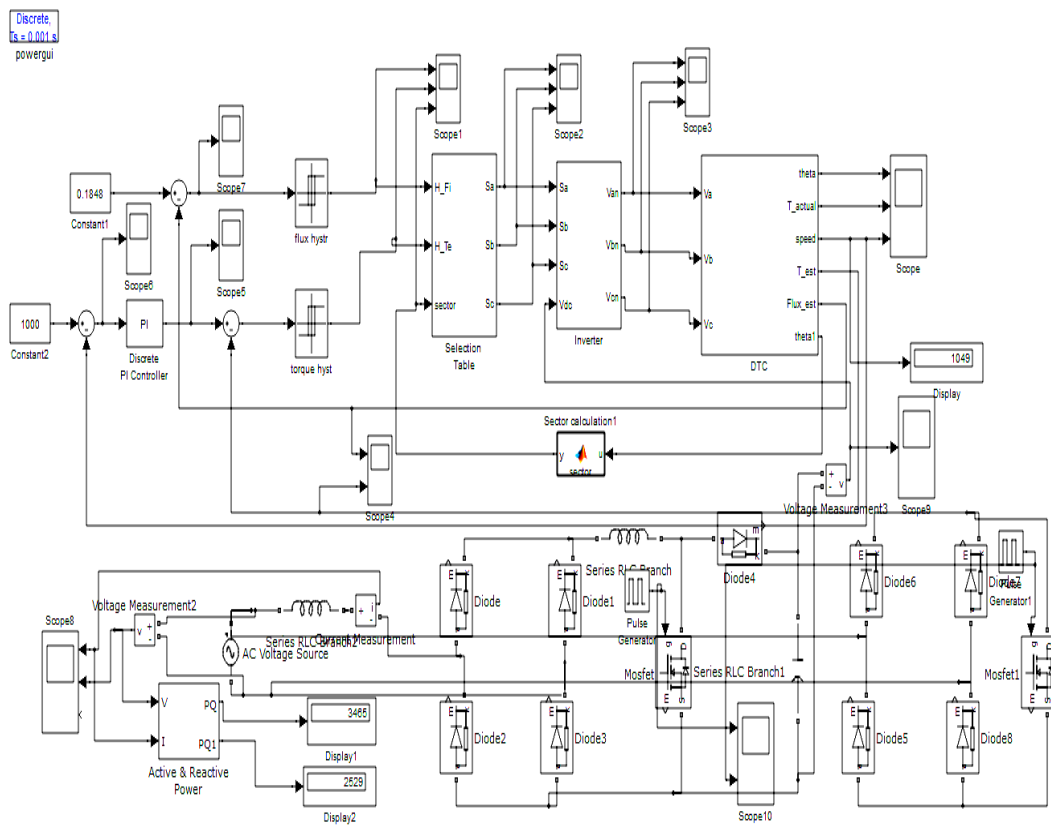 Discrete,
Ts = 0.001 s
powergui
Scope1
Scope2
Scope3
Scope7
0.1848
Constant1
flux hystr
H_Fi
H_Te
sector
Sa
Sb
Sc
Selection
Table
Sa
Sb
Sc
Vdc
Van
Vbn
Vcn
Inverter
Va
Vb
Vc
theta
T_actual
speed
T_est
Flux_est
theta1
DTC
Scope
Scope6
Scope5
1000
Constant2
PI
Discrete
PI Controller
torque hyst
1049
Display
Sector calculation1
y
u
sector
Scope4
+
-
v
Voltage Measurement3
Scope9
Series RLC Branch
m
Diode4
E
Diode
E
Diode1
Pulse
Generator
E
Diode6
E
Diode7
Pulse
Generator1
Scope8
Voltage Measurement2
v
+
-
Series RLC Branch2
+
-
i
Current Measurement
AC Voltage Source
Mosfet
g
D
E
S
Series RLC Branch1
Mosfet1
g
D
E
S
V
I
PQ
PQ1
Active & Reactive
Power
3465
Display1
2529
Display2
E
Diode2
E
Diode3
Scope10
E
Diode5
E
Diode8